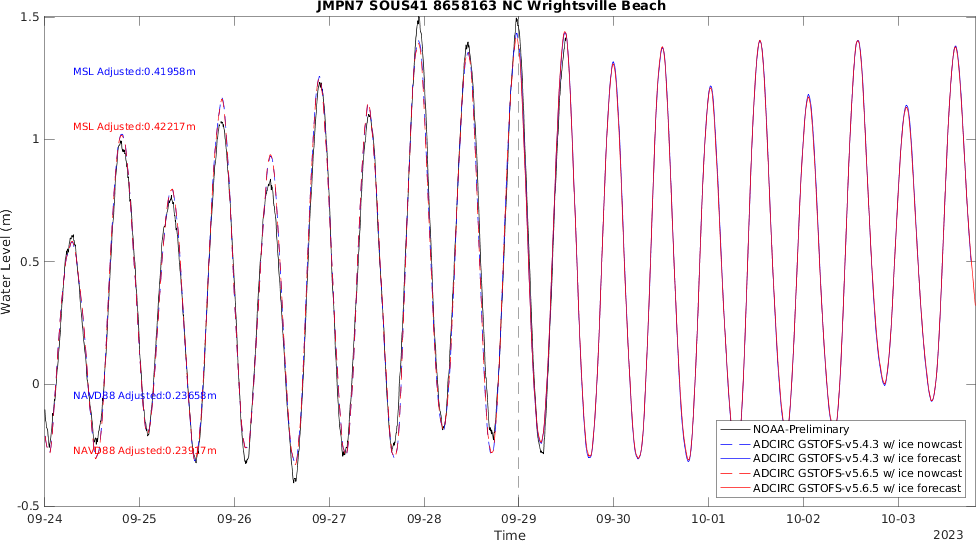 JMPN7 SOUS41 8658163 NC Wrightsville Beach
1.5
1
0.5
0
-0.5
Water Level (m)
MSL Adjusted:0.41958m
MSL Adjusted:0.42217m
NAVD88 Adjusted:0.23658m
NAVD88 Adjusted:0.23917m
NOAA-Preliminary
ADCIRC GSTOFS-v5.4.3 w/ ice nowcast
ADCIRC GSTOFS-v5.4.3 w/ ice forecast
ADCIRC GSTOFS-v5.6.5 w/ ice nowcast
ADCIRC GSTOFS-v5.6.5 w/ ice forecast
09-24 09-25 09-26 09-27 09-28 09-29 09-30 10-01 10-02 10-03
Time
2023